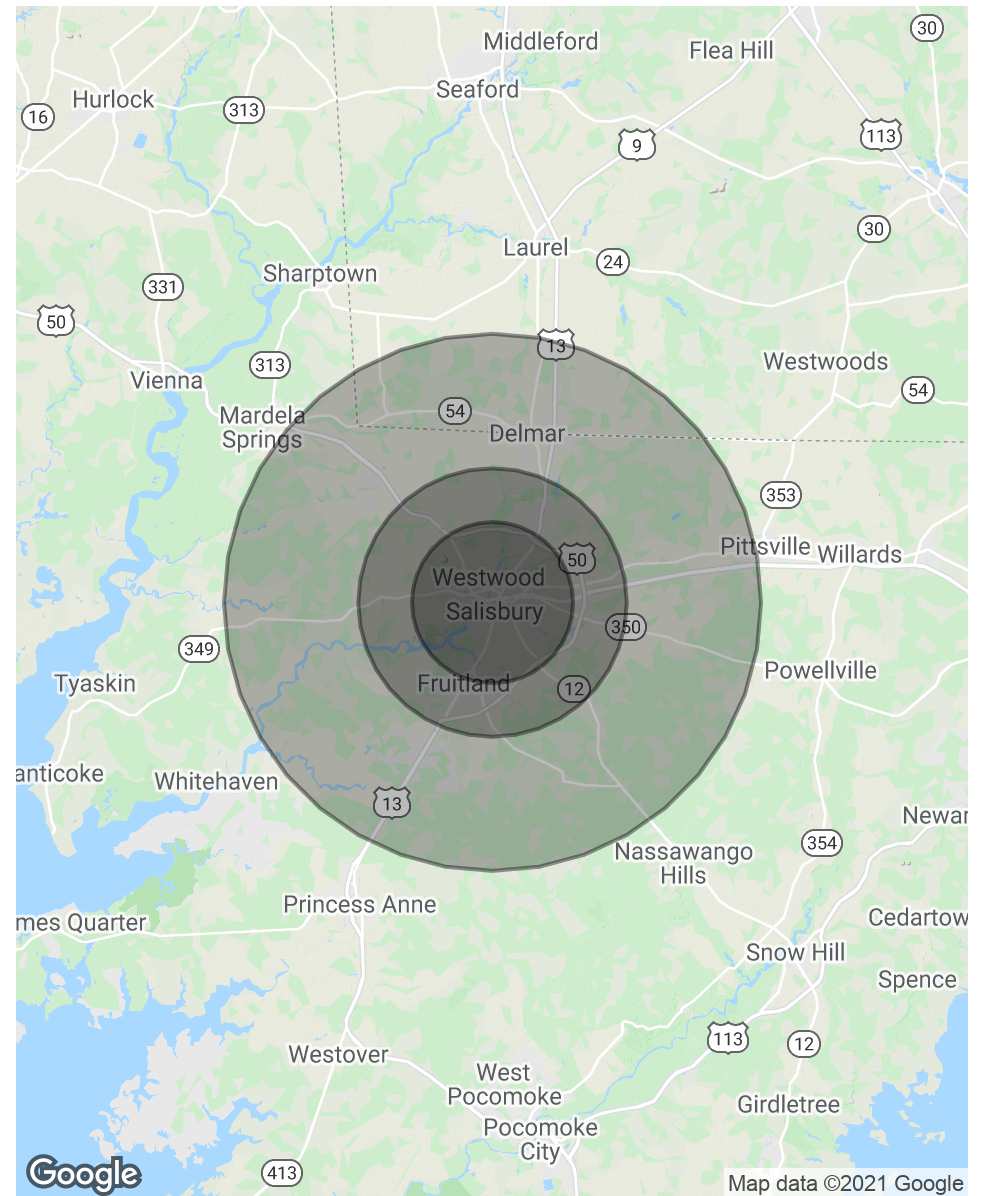 Middleford
30
Flea Hill
Seaford
Hurlock
313
16
113
9
30
Laurel
24
Sharptown
331
50
13
Westwoods
313
Vienna
54
54
Mardela
Springs
Delmar
353
Pittsville
Willards
50
Westwood
Salisbury
350
349
Powellville
Tyaskin
Fruitland
12
anticoke
Whitehaven
13
Newar
354
Nassawango
Hills
Princess Anne
mes Quarter
Cedartow
Snow Hill
Spence
113
12
Westover
West
Pocomoke
Girdletree
Pocomoke
City
413
Google
Map data ©2021 Google